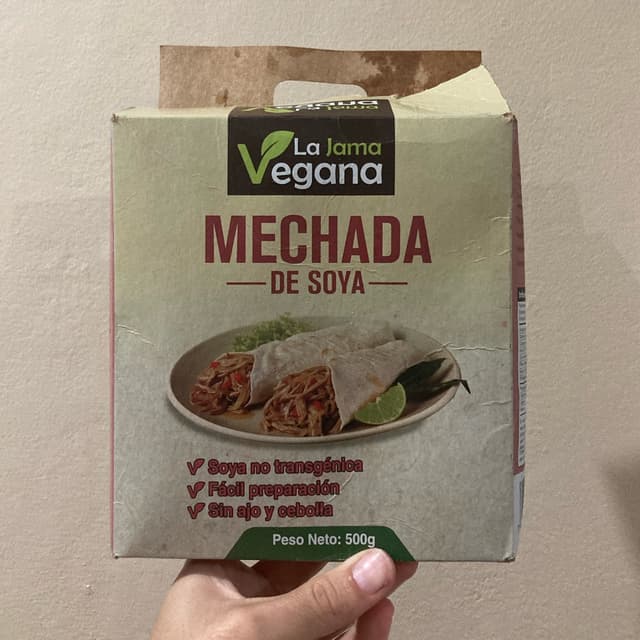 La Jama
Vegana
MECHADA
DE SOYA
Soya no transgénica
Fácil preparación
Sin ajo y cebolla
Peso Neto: 500g